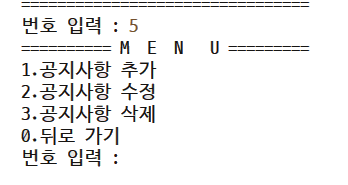 ================================
번호 입력 : 5
========== M E N U =========
1.공지사항 추가
2.공지사항 수정
3.공지사항 삭제
0.뒤로 가기
번호 입력 :